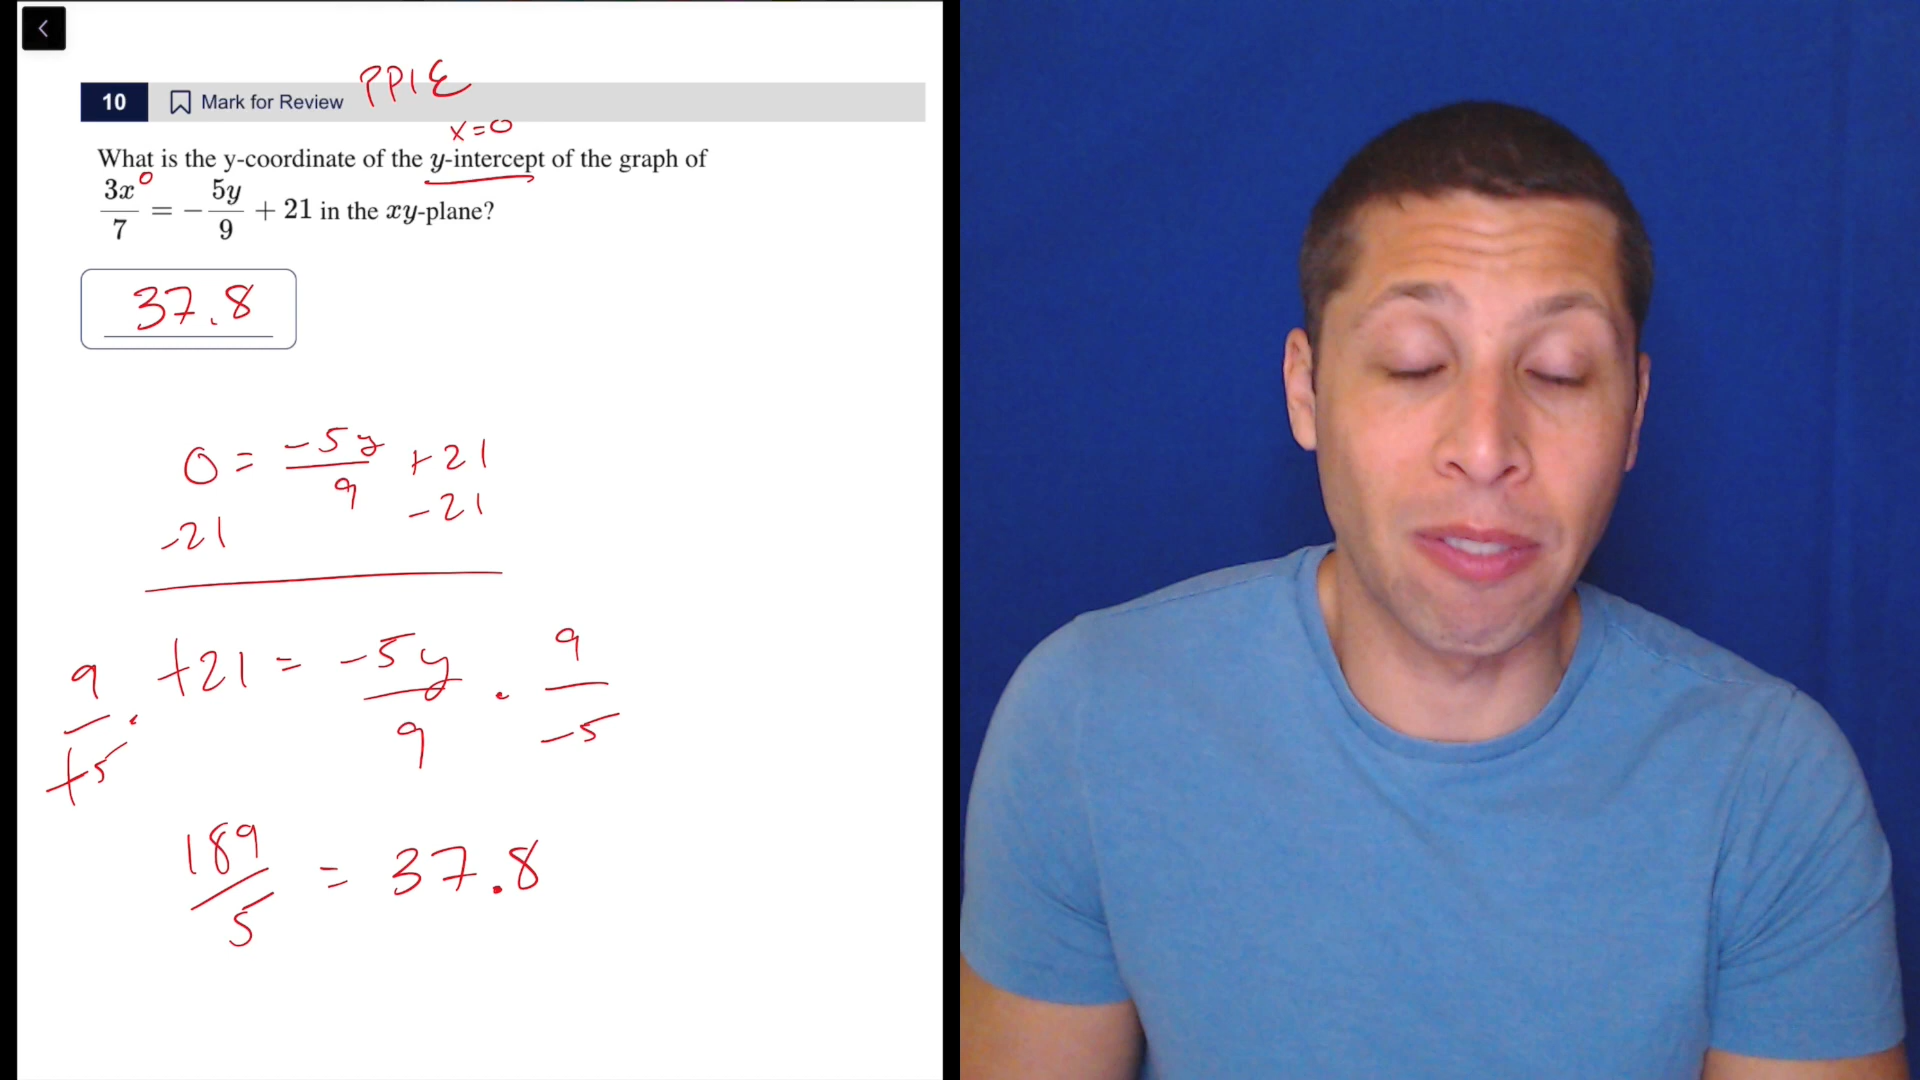 PPIE
10 Mark for Review
x=0
What is the y-coordinate of the y-intercept of the graph of
3x/7 = −5y/9 + 21 in the xy-plane?
0
37.8
0 = -5y/9 +21
-21 -21
9/+5 · +21 = -5y/9 · 9/-5
189/5 = 37.8